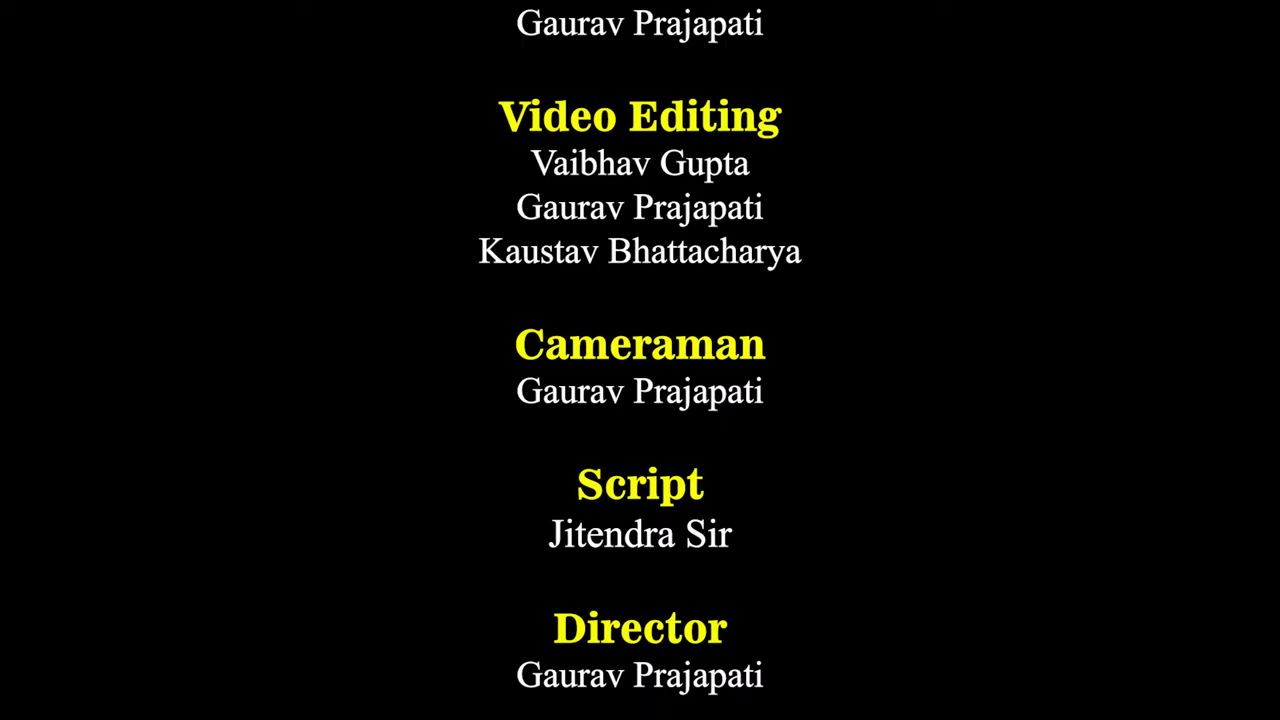 Gaurav Prajapati
Video Editing
Vaibhav Gupta
Gaurav Prajapati
Kaustav Bhattacharya
Cameraman
Gaurav Prajapati
Script
Jitendra Sir
Director
Gaurav Prajapati